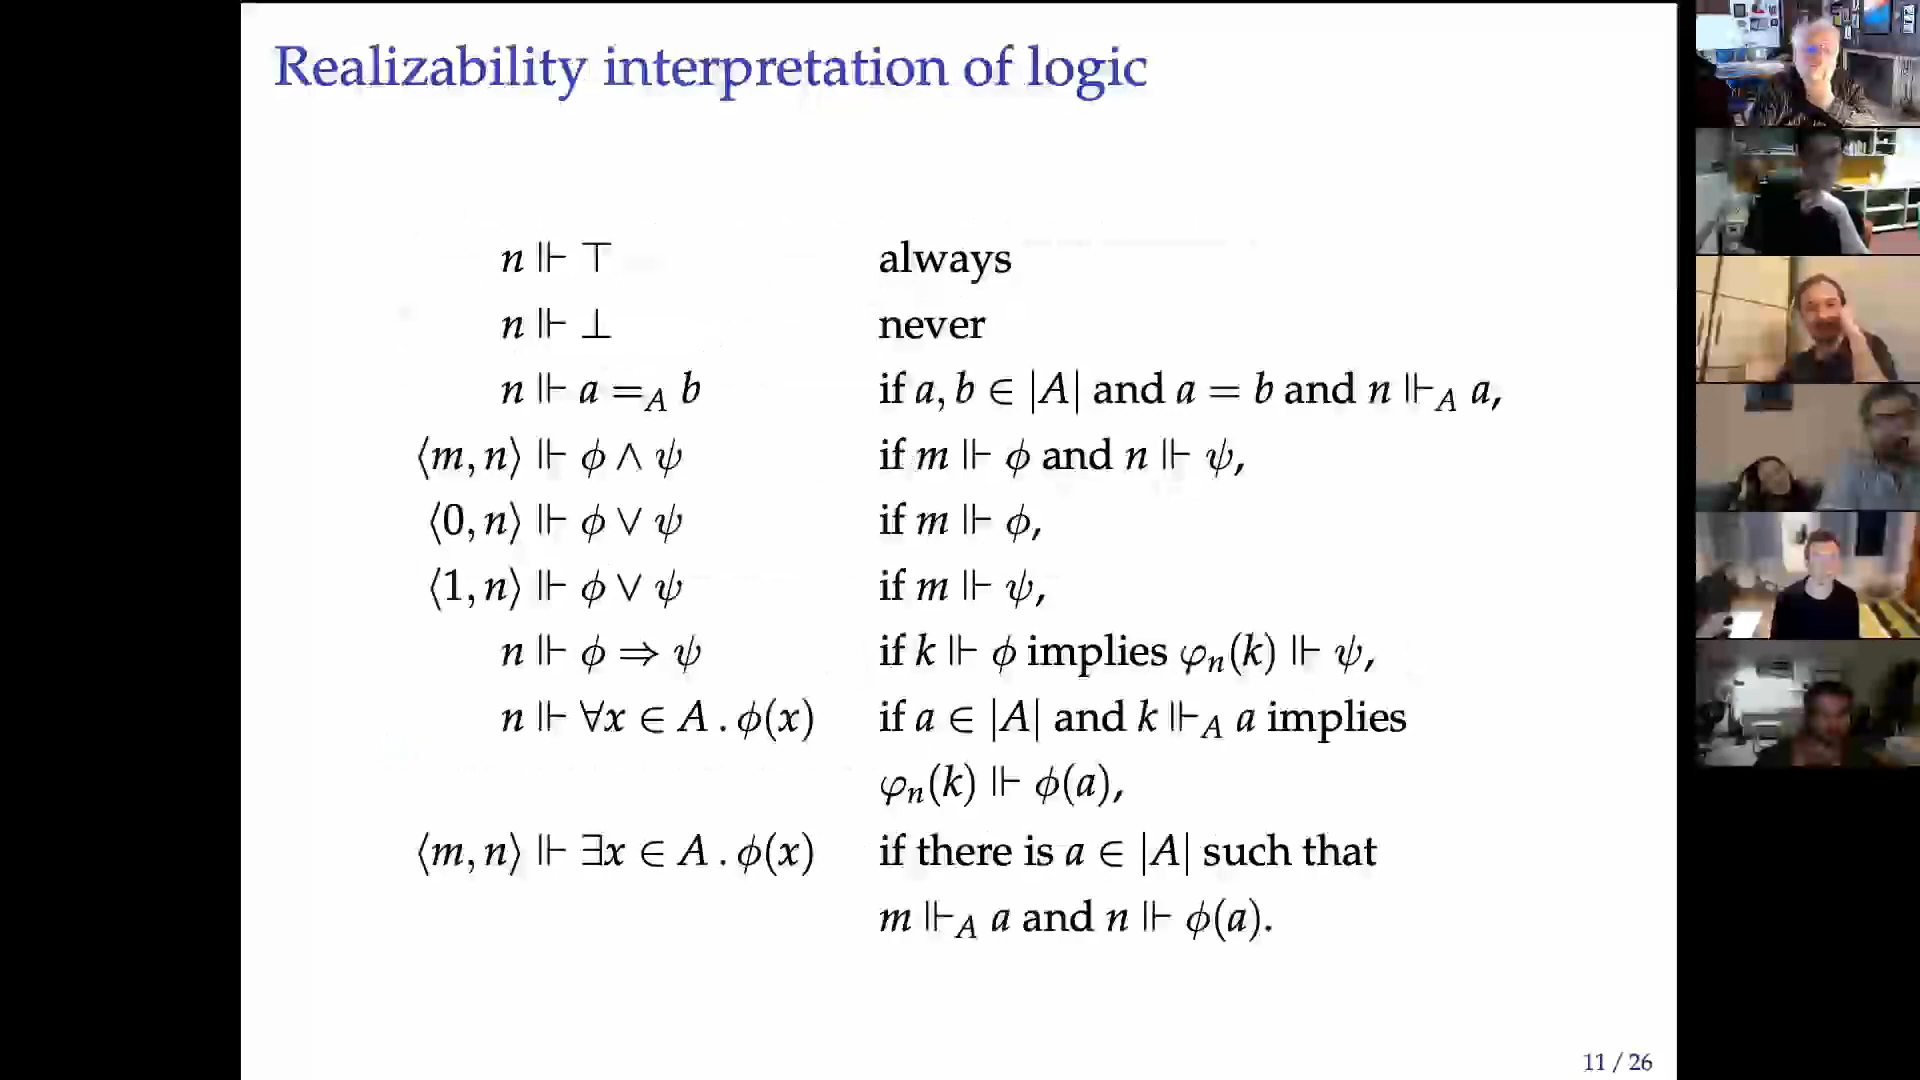 Realizability interpretation of logic
n ⊩ ⊤ always
n ⊩ ⊥ never
n ⊩ a =_A b if a, b ∈ |A| and a = b and n ⊩_A a,
⟨m, n⟩ ⊩ ϕ ∧ ψ if m ⊩ ϕ and n ⊩ ψ,
⟨0, n⟩ ⊩ ϕ ∨ ψ if m ⊩ ϕ,
⟨1, n⟩ ⊩ ϕ ∨ ψ if m ⊩ ψ,
n ⊩ ϕ ⇒ ψ if k ⊩ ϕ implies φ_n(k) ⊩ ψ,
n ⊩ ∀x ∈ A . ϕ(x) if a ∈ |A| and k ⊩_A a implies
φ_n(k) ⊩ ϕ(a),
⟨m, n⟩ ⊩ ∃x ∈ A . ϕ(x) if there is a ∈ |A| such that
m ⊩_A a and n ⊩ ϕ(a).
11 / 26